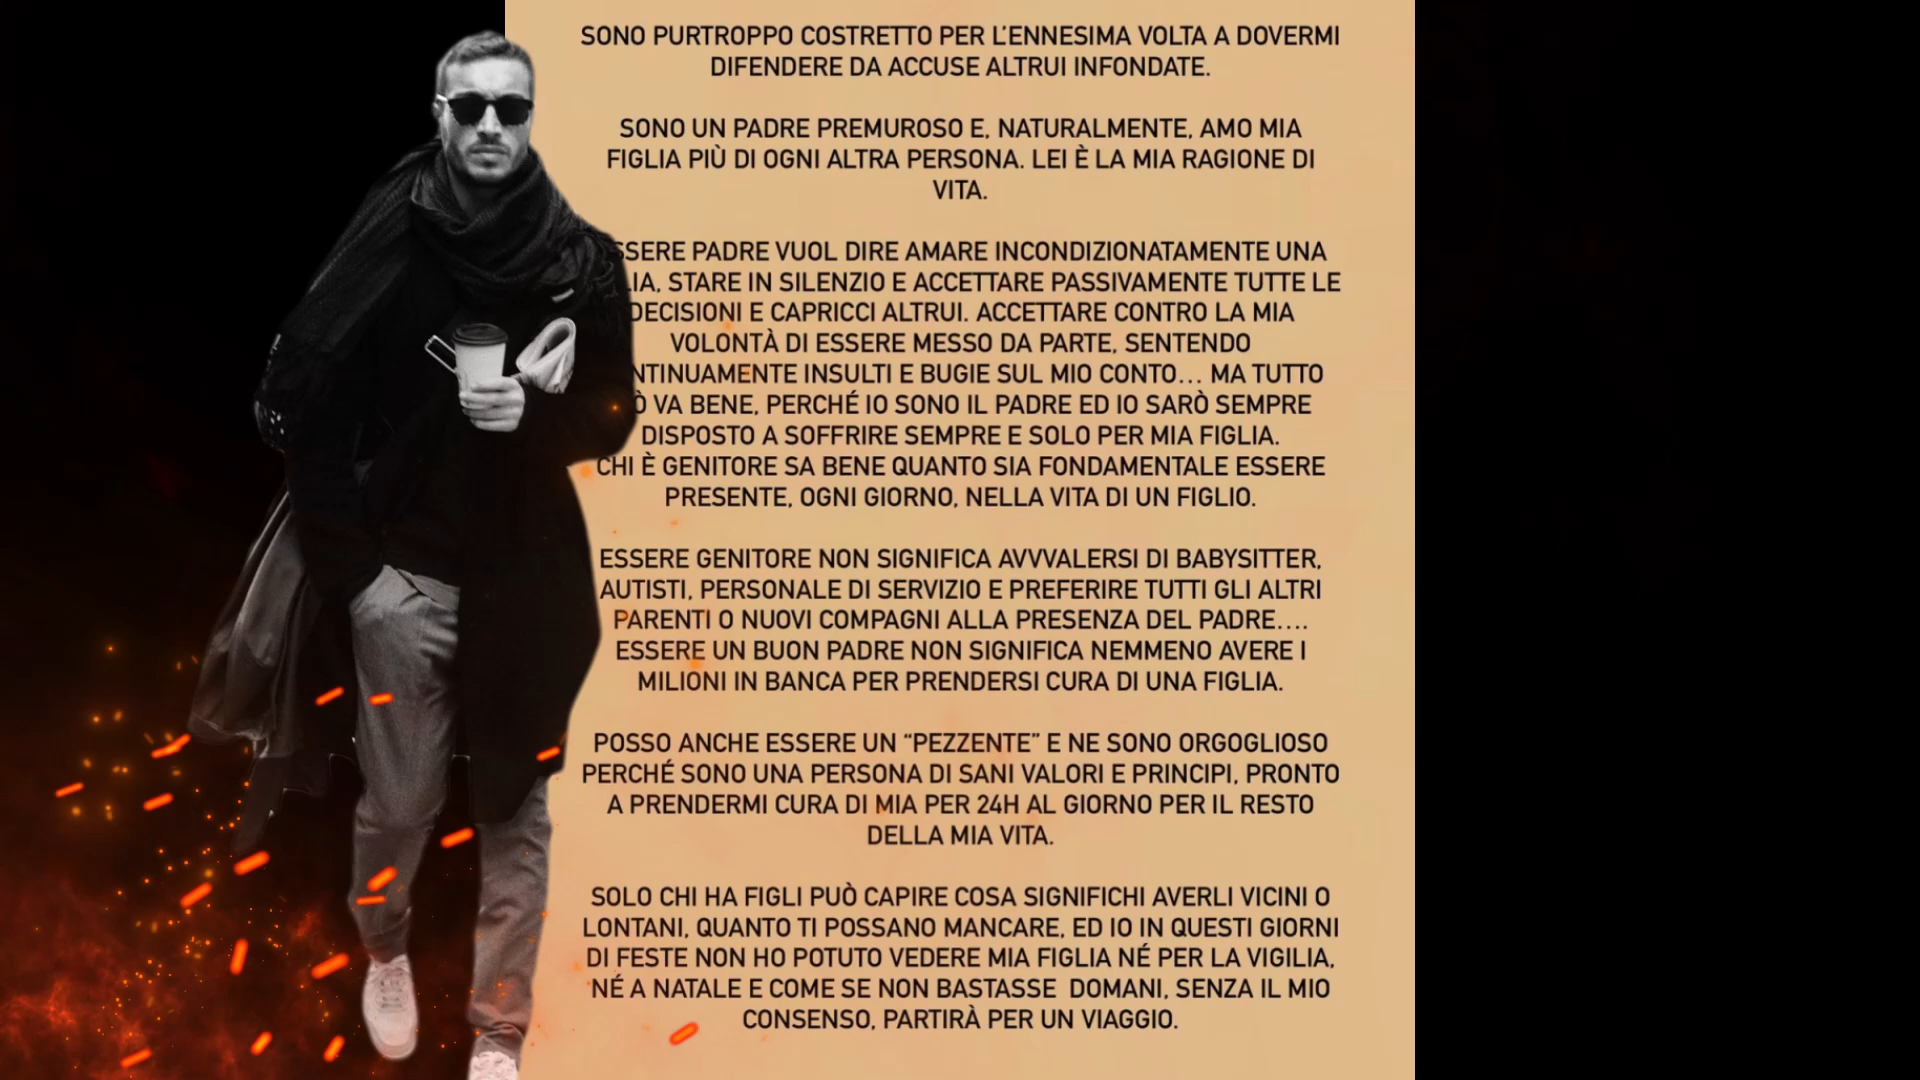 SONO PURTROPPO COSTRETTO PER L'ENNESIMA VOLTA A DOVERMI
DIFENDERE DA ACCUSE ALTRUI INFONDATE.
SONO UN PADRE PREMUROSO E, NATURALMENTE, AMO MIA
FIGLIA PIÙ DI OGNI ALTRA PERSONA. LEI È LA MIA RAGIONE DI
VITA.
SSERE PADRE VUOL DIRE AMARE INCONDIZIONATAMENTE UNA
LIA, STARE IN SILENZIO E ACCETTARE PASSIVAMENTE TUTTE LE
DECISIONI E CAPRICCI ALTRUI. ACCETTARE CONTRO LA MIA
VOLONTÀ DI ESSERE MESSO DA PARTE, SENTENDO
NTINUAMENTE INSULTI E BUGIE SUL MIO CONTO... MA TUTTO
Ò VA BENE, PERCHÉ IO SONO IL PADRE ED IO SARÒ SEMPRE
DISPOSTO A SOFFRIRE SEMPRE E SOLO PER MIA FIGLIA.
CHI È GENITORE SA BENE QUANTO SIA FONDAMENTALE ESSERE
PRESENTE, OGNI GIORNO, NELLA VITA DI UN FIGLIO.
ESSERE GENITORE NON SIGNIFICA AVVVALERSI DI BABYSITTER,
AUTISTI, PERSONALE DI SERVIZIO E PREFERIRE TUTTI GLI ALTRI
PARENTI O NUOVI COMPAGNI ALLA PRESENZA DEL PADRE....
ESSERE UN BUON PADRE NON SIGNIFICA NEMMENO AVERE I
MILIONI IN BANCA PER PRENDERSI CURA DI UNA FIGLIA.
POSSO ANCHE ESSERE UN “PEZZENTE” E NE SONO ORGOGLIOSO
PERCHÉ SONO UNA PERSONA DI SANI VALORI E PRINCIPI, PRONTO
A PRENDERMI CURA DI MIA PER 24H AL GIORNO PER IL RESTO
DELLA MIA VITA.
SOLO CHI HA FIGLI PUÒ CAPIRE COSA SIGNIFICHI AVERLI VICINI O
LONTANI, QUANTO TI POSSANO MANCARE, ED IO IN QUESTI GIORNI
DI FESTE NON HO POTUTO VEDERE MIA FIGLIA NÉ PER LA VIGILIA,
NÉ A NATALE E COME SE NON BASTASSE DOMANI, SENZA IL MIO
CONSENSO, PARTIRÀ PER UN VIAGGIO.